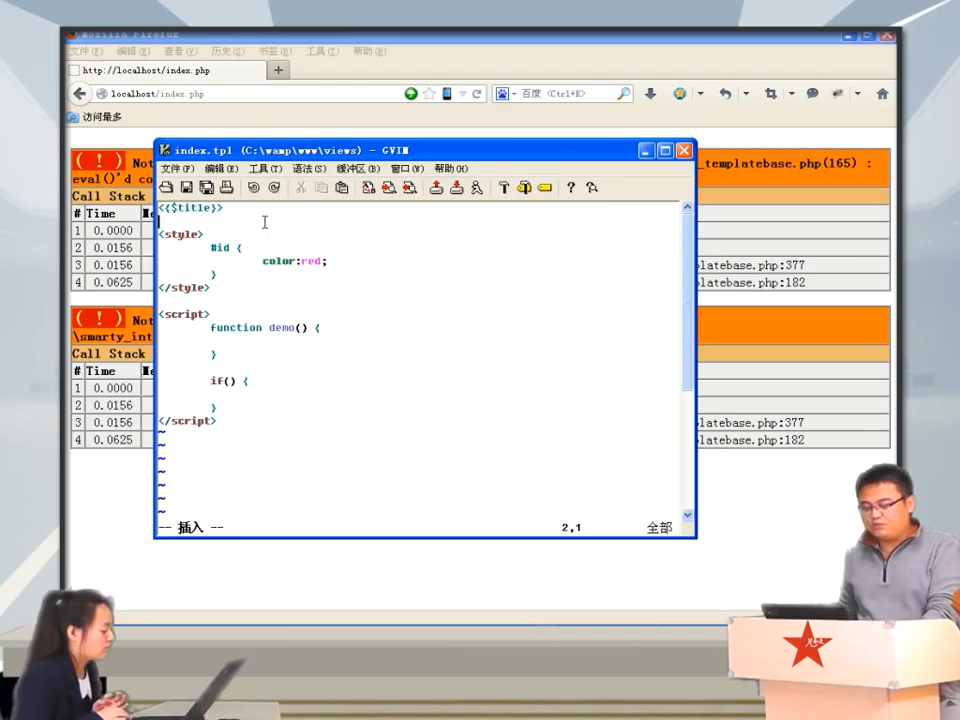 Mozilla Firefox
文件(F) 编辑(E) 查看(V) 历史(S) 书签(B) 工具(T) 帮助(H)
http://localhost/index.php
localhost/index.php
百度 <Ctrl+K>
访问最多
( ! ) Not
_templatebase.php(165) :
eval()'d co
Call Stack
# Time Me
1 0.0000
2 0.0156
3 0.0156
latebase.php:377
4 0.0625
latebase.php:182
( ! ) Not
\smarty_int
Call Stack
# Time Me
1 0.0000
2 0.0156
3 0.0156
latebase.php:377
4 0.0625
latebase.php:182
index.tpl (C:\wamp\www\views) - GVIM
文件(F) 编辑(E) 工具(T) 语法(S) 缓冲区(B) 窗口(W) 帮助(H)
<{$title}>
<style>
#id {
color:red;
}
</style>
<script>
function demo() {
}
if() {
}
</script>
~
~
~
~
~
~
~
-- 插入 --
2,1
全部